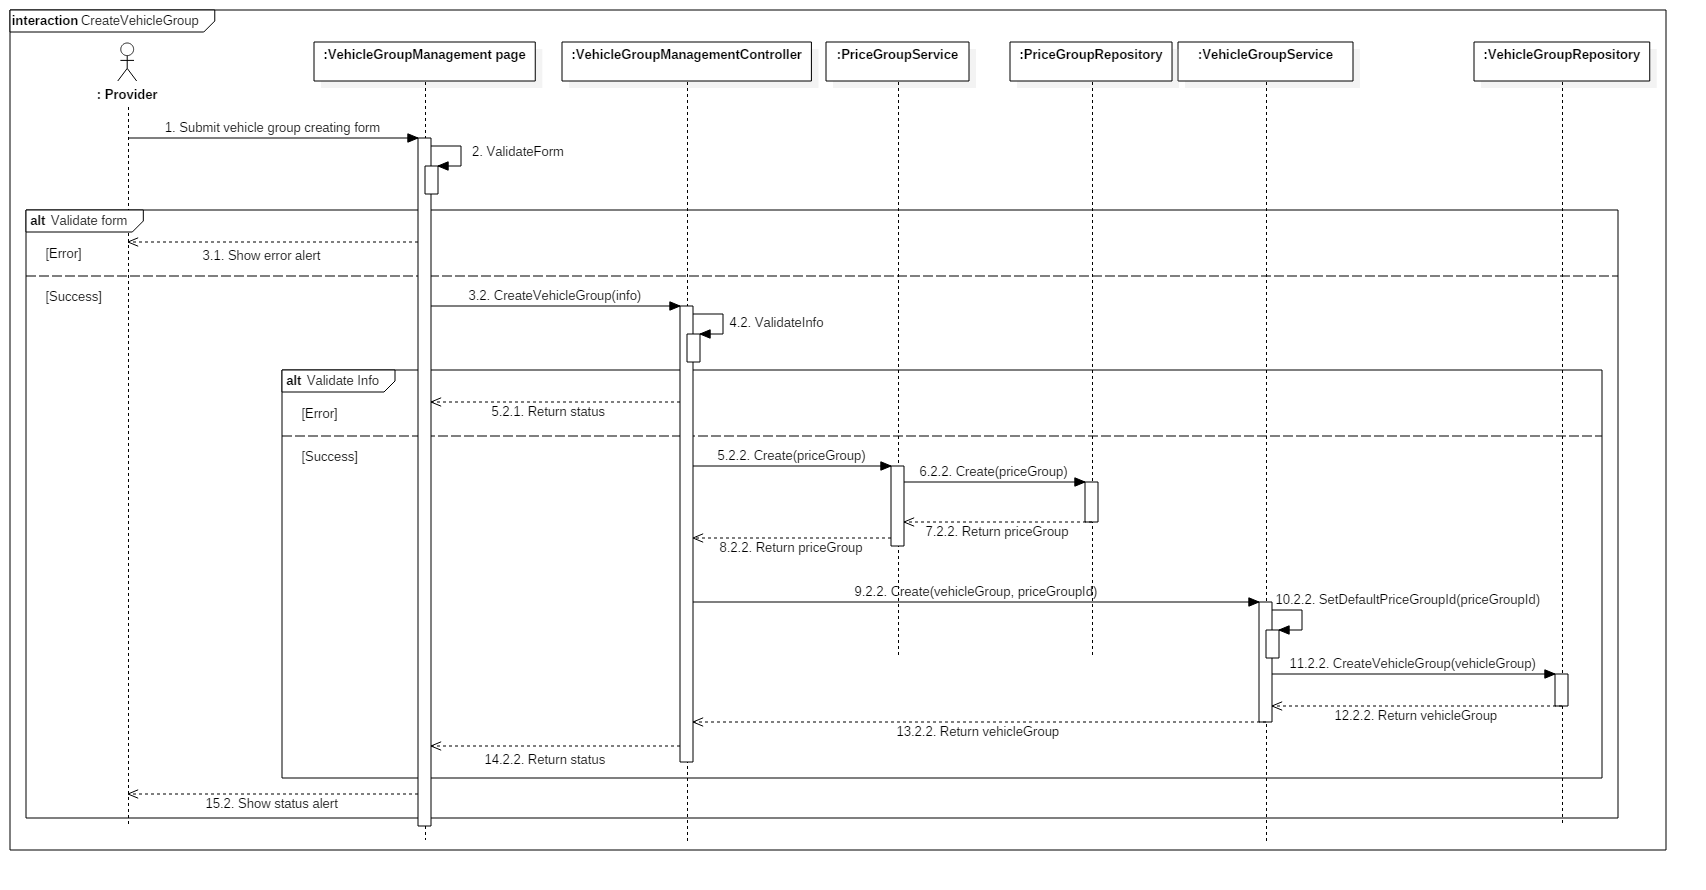 interaction CreateVehicleGroup
: Provider
:VehicleGroupManagement page
:VehicleGroupManagementController
:PriceGroupService
:PriceGroupRepository
:VehicleGroupService
:VehicleGroupRepository
1. Submit vehicle group creating form
2. ValidateForm
alt Validate form
[Error]
3.1. Show error alert
[Success]
3.2. CreateVehicleGroup(info)
4.2. ValidateInfo
alt Validate Info
[Error]
5.2.1. Return status
[Success]
5.2.2. Create(priceGroup)
6.2.2. Create(priceGroup)
7.2.2. Return priceGroup
8.2.2. Return priceGroup
9.2.2. Create(vehicleGroup, priceGroupId)
10.2.2. SetDefaultPriceGroupId(priceGroupId)
11.2.2. CreateVehicleGroup(vehicleGroup)
12.2.2. Return vehicleGroup
13.2.2. Return vehicleGroup
14.2.2. Return status
15.2. Show status alert